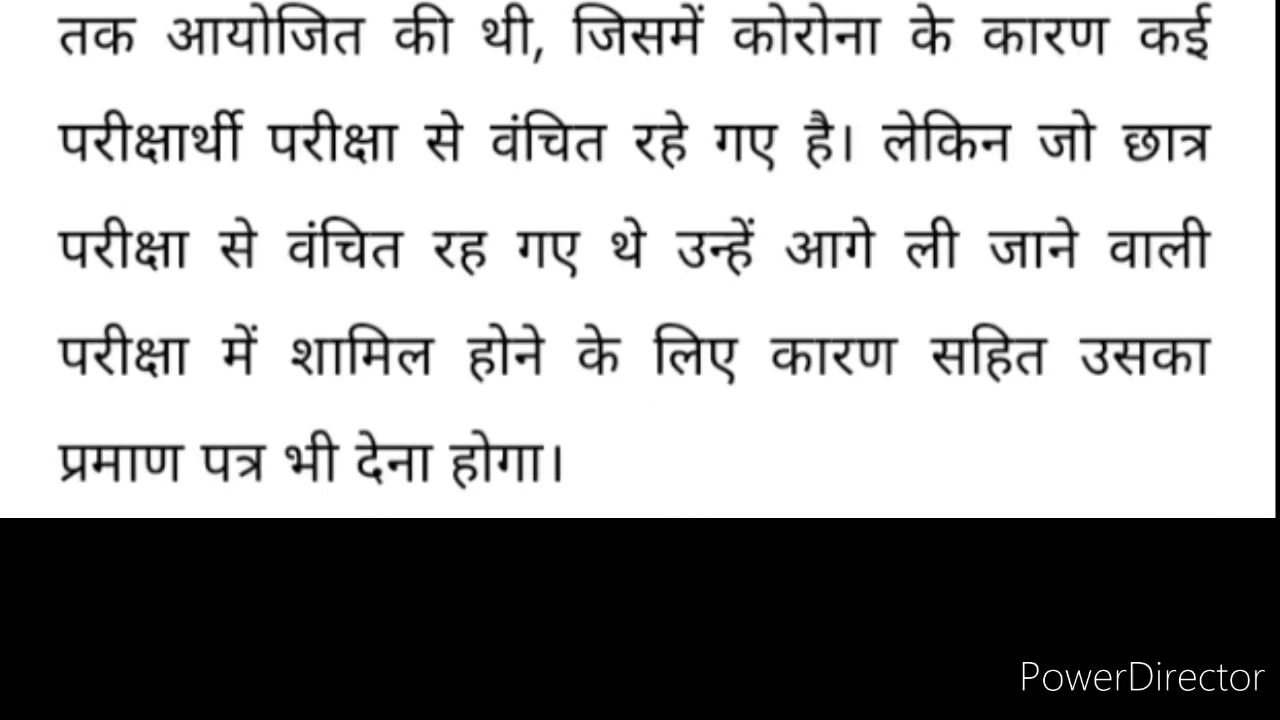 तक आयोजित की थी, जिसमें कोरोना के कारण कई
परीक्षार्थी परीक्षा से वंचित रहे गए है। लेकिन जो छात्र
परीक्षा से वंचित रह गए थे उन्हें आगे ली जाने वाली
परीक्षा में शामिल होने के लिए कारण सहित उसका
प्रमाण पत्र भी देना होगा।
PowerDirector